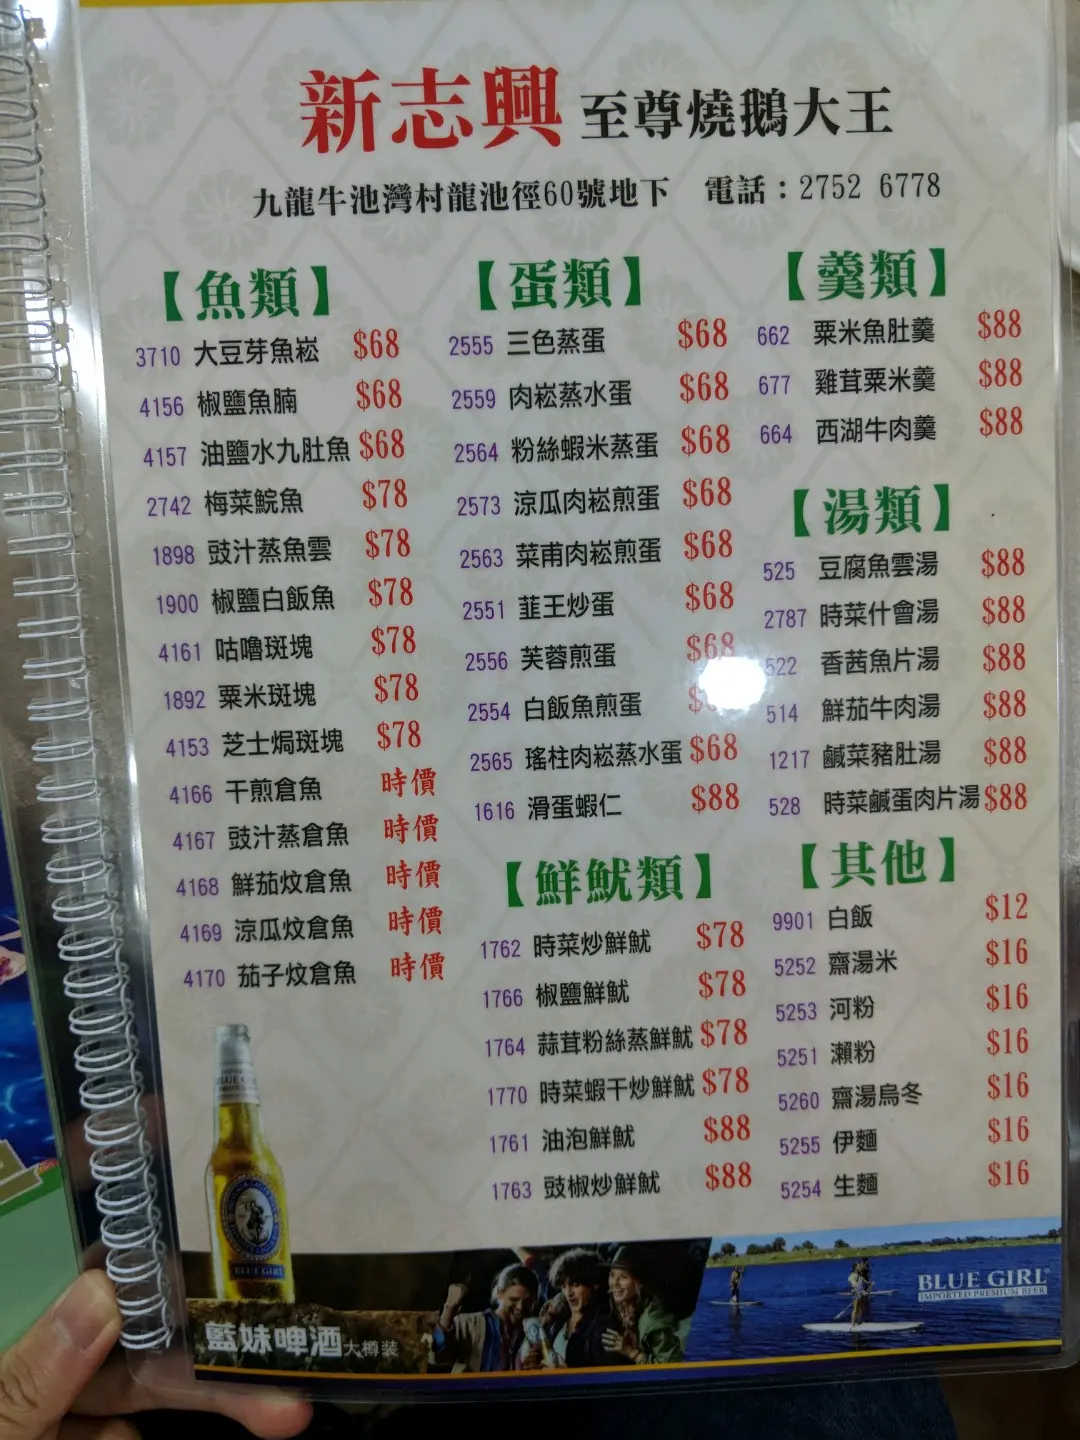 新志興 至尊燒鵝大王
九龍牛池灣村龍池徑60號地下 電話：2752 6778
【魚類】
3710 大豆芽魚崧 $68
4156 椒鹽魚腩 $68
4157 油鹽水九肚魚 $68
2742 梅菜鯇魚 $78
1898 豉汁蒸魚雲 $78
1900 椒鹽白飯魚 $78
4161 咕嚕斑塊 $78
1892 粟米斑塊 $78
4153 芝士焗斑塊 $78
4166 干煎倉魚 時價
4167 豉汁蒸倉魚 時價
4168 鮮茄炆倉魚 時價
4169 涼瓜炆倉魚 時價
4170 茄子炆倉魚 時價
【蛋類】
2555 三色蒸蛋 $68
2559 肉崧蒸水蛋 $68
2564 粉絲蝦米蒸蛋 $68
2573 涼瓜肉崧煎蛋 $68
2563 菜甫肉崧煎蛋 $68
2551 韮王炒蛋 $68
2556 芙蓉煎蛋 $68
2554 白飯魚煎蛋
2565 瑤柱肉崧蒸水蛋 $68
1616 滑蛋蝦仁 $88
【鮮魷類】
1762 時菜炒鮮魷 $78
1766 椒鹽鮮魷 $78
1764 蒜茸粉絲蒸鮮魷 $78
1770 時菜蝦干炒鮮魷 $78
1761 油泡鮮魷 $88
1763 豉椒炒鮮魷 $88
【羹類】
662 粟米魚肚羹 $88
677 雞茸粟米羹 $88
664 西湖牛肉羹 $88
【湯類】
525 豆腐魚雲湯 $88
2787 時菜什會湯 $88
522 香茜魚片湯 $88
514 鮮茄牛肉湯 $88
1217 鹹菜豬肚湯 $88
528 時菜鹹蛋肉片湯 $88
【其他】
9901 白飯 $12
5252 齋湯米 $16
5253 河粉 $16
5251 瀨粉 $16
5260 齋湯烏冬 $16
5255 伊麵 $16
5254 生麵 $16
BLUE GIRL
藍妹啤酒大樽裝
BLUE GIRL
IMPORTED PREMIUM BEER